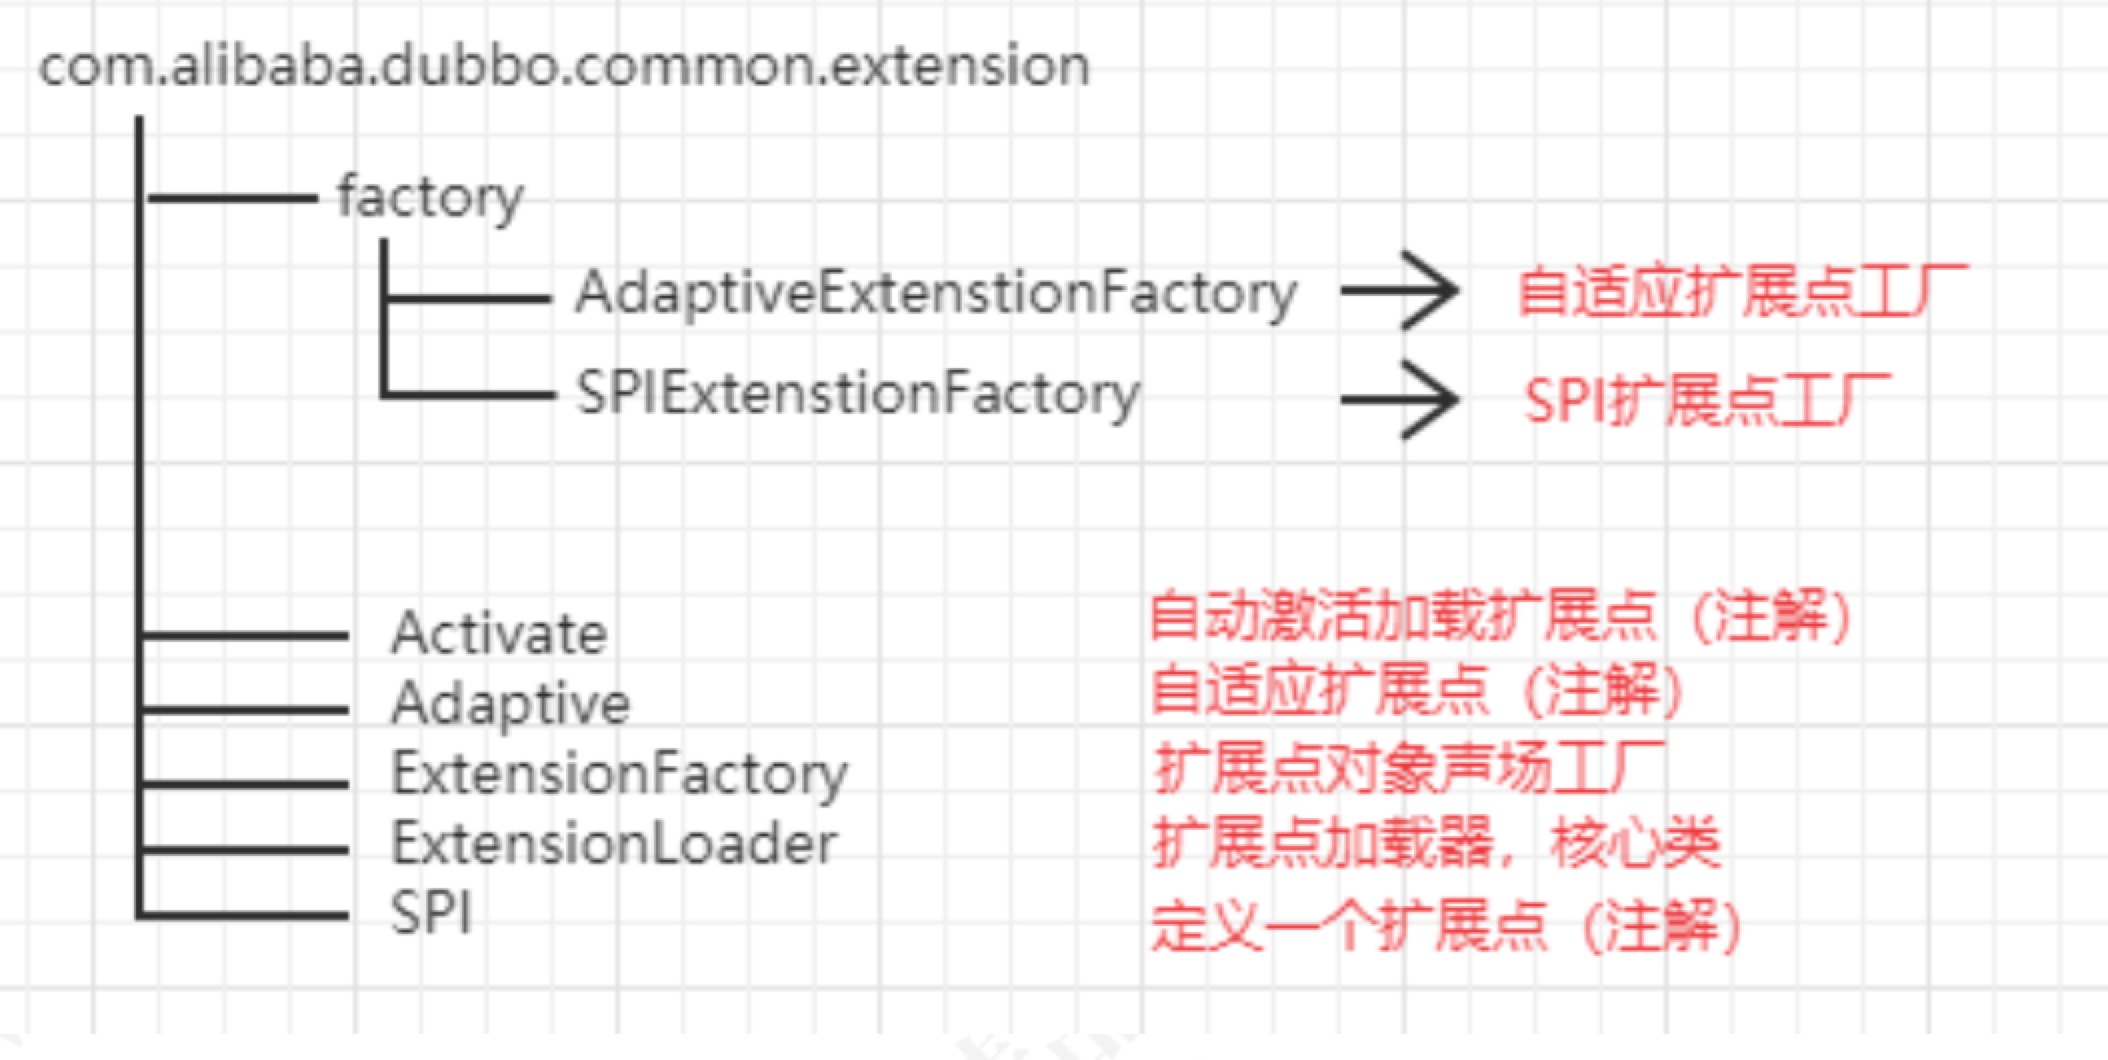 com.alibaba.dubbo.common.extension
factory
AdaptiveExtenstionFactory 自适应扩展点工厂
SPIExtenstionFactory SPI扩展点工厂
Activate 自动激活加载扩展点（注解）
Adaptive 自适应扩展点（注解）
ExtensionFactory 扩展点对象声场工厂
ExtensionLoader 扩展点加载器，核心类
SPI 定义一个扩展点（注解）